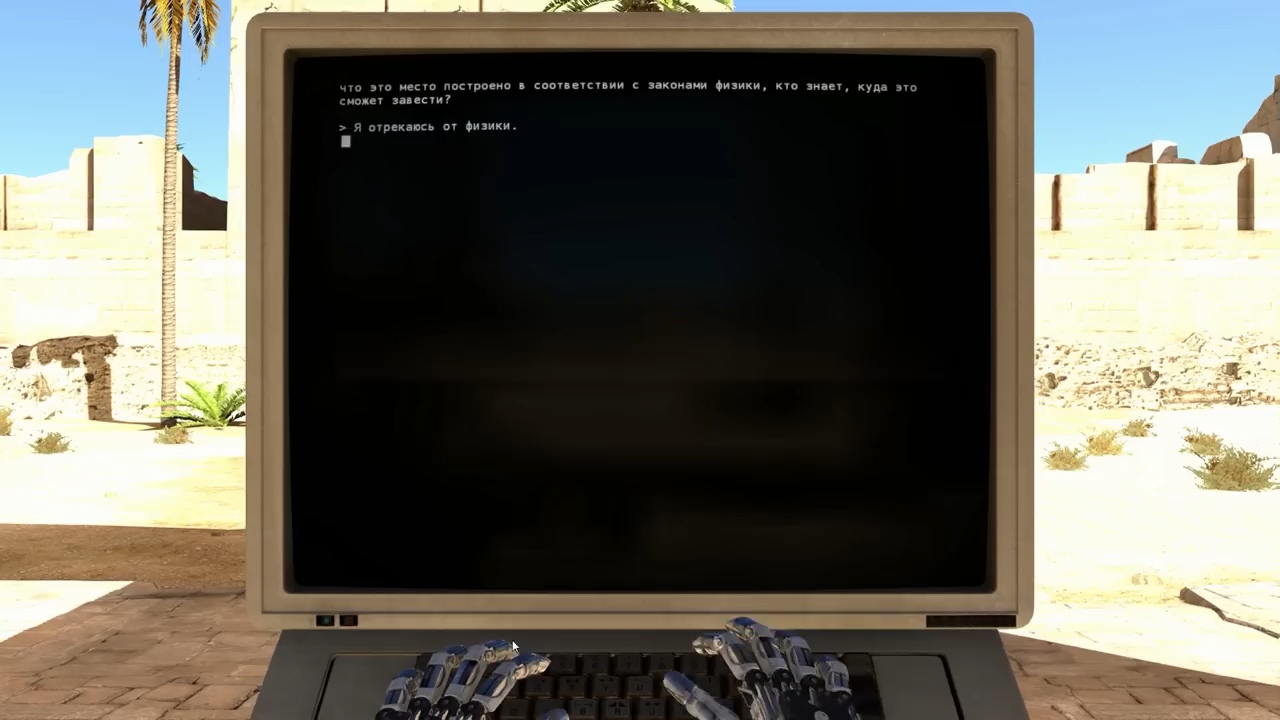 что это место построено в соответствии с законами физики, кто знает, куда это
сможет завести?
> Я отрекаюсь от физики.